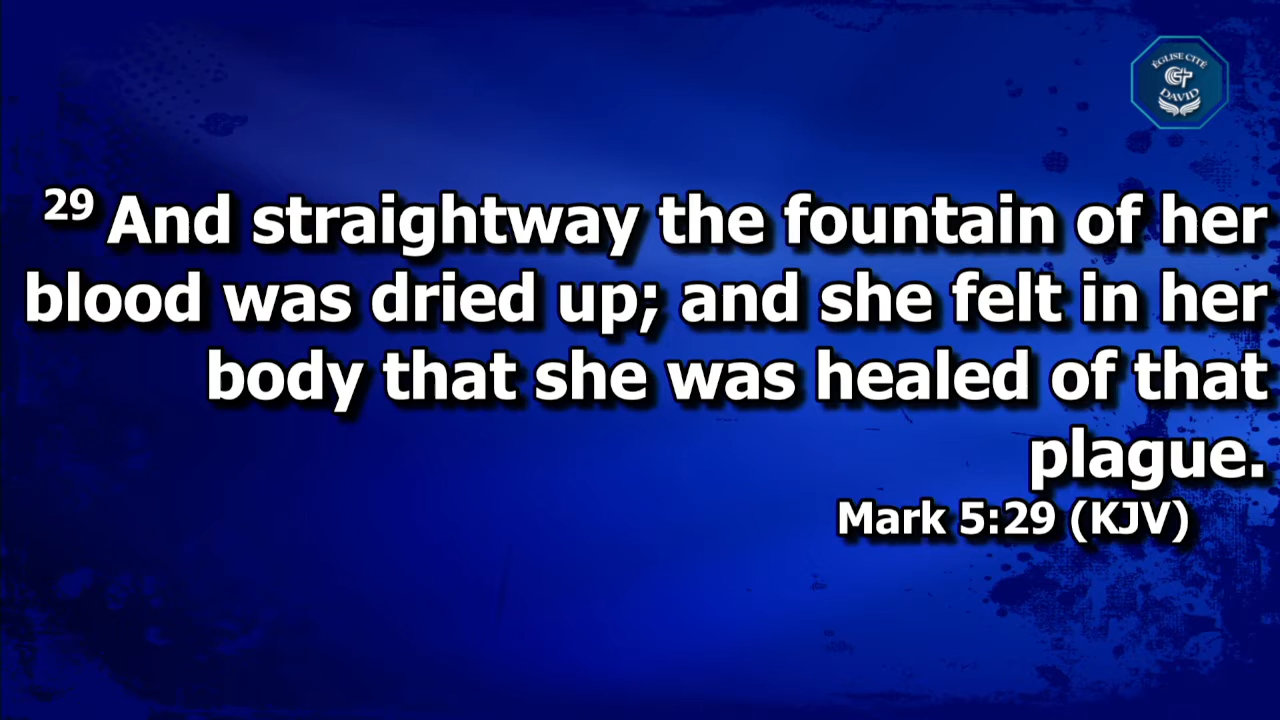 ÉGLISE CITÉ
DAVID
29 And straightway the fountain of her
blood was dried up; and she felt in her
body that she was healed of that
plague.
Mark 5:29 (KJV)